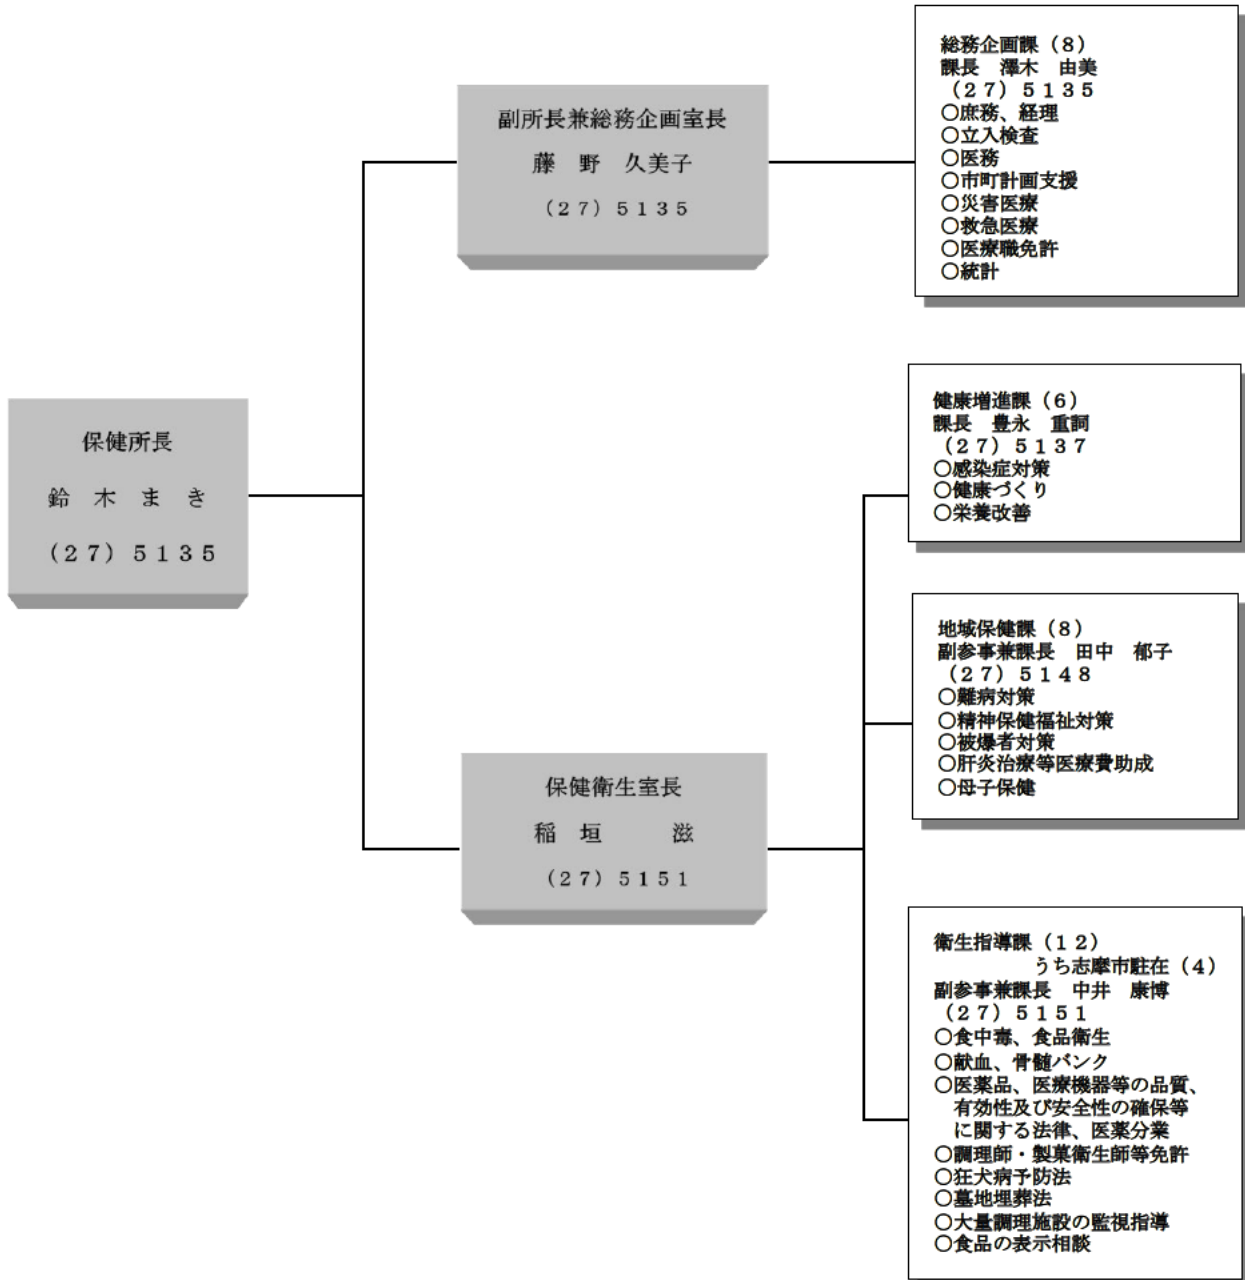 保健所長
鈴　木　ま　き
（２７）５１３５
副所長兼総務企画室長
藤　野　久美子
（２７）５１３５
総務企画課（８）
課長　澤木　由美
（２７）５１３５
○庶務、経理
○立入検査
○医務
○市町計画支援
○災害医療
○救急医療
○医療職免許
○統計
保健衛生室長
稲　垣　　　滋
（２７）５１５１
健康増進課（６）
課長　豊永　重詞
（２７）５１３７
○感染症対策
○健康づくり
○栄養改善
地域保健課（８）
副参事兼課長　田中　郁子
（２７）５１４８
○難病対策
○精神保健福祉対策
○被爆者対策
○肝炎治療等医療費助成
○母子保健
衛生指導課（１２）
うち志摩市駐在（４）
副参事兼課長　中井　康博
（２７）５１５１
○食中毒、食品衛生
○献血、骨髄バンク
○医薬品、医療機器等の品質、
有効性及び安全性の確保等
に関する法律、医薬分業
○調理師・製菓衛生師等免許
○狂犬病予防法
○墓地埋葬法
○大量調理施設の監視指導
○食品の表示相談